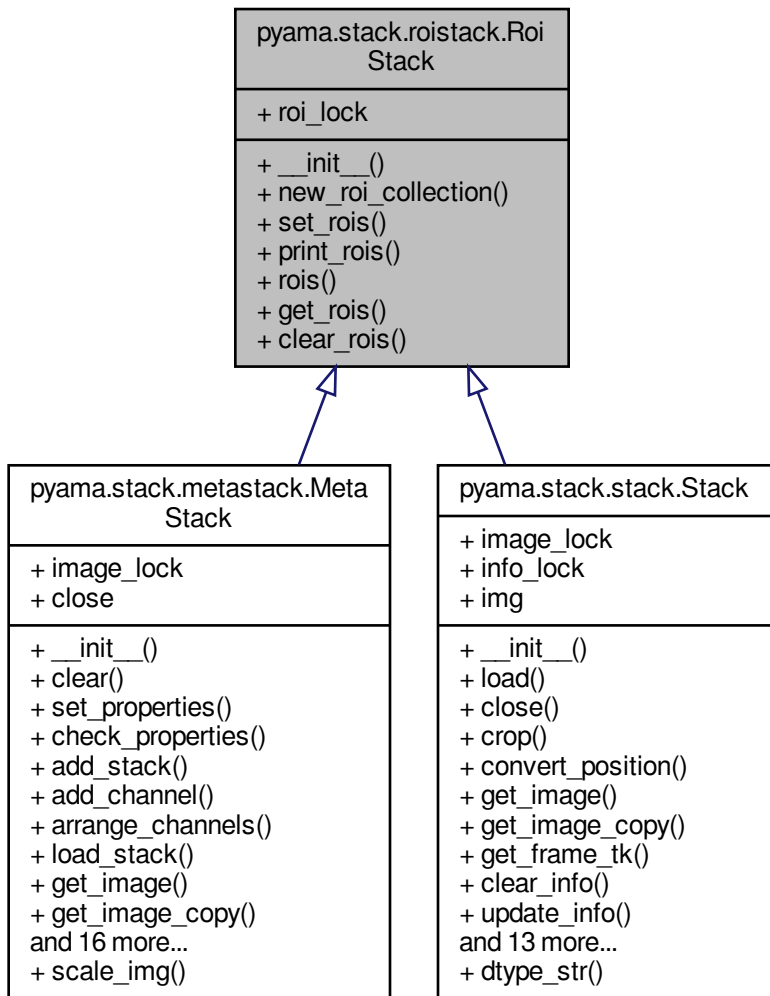 pyama.stack.roistack.Roi
Stack
+ roi_lock
+ __init__()
+ new_roi_collection()
+ set_rois()
+ print_rois()
+ rois()
+ get_rois()
+ clear_rois()
pyama.stack.metastack.Meta
Stack
+ image_lock
+ close
+ __init__()
+ clear()
+ set_properties()
+ check_properties()
+ add_stack()
+ add_channel()
+ arrange_channels()
+ load_stack()
+ get_image()
+ get_image_copy()
and 16 more...
+ scale_img()
pyama.stack.stack.Stack
+ image_lock
+ info_lock
+ img
+ __init__()
+ load()
+ close()
+ crop()
+ convert_position()
+ get_image()
+ get_image_copy()
+ get_frame_tk()
+ clear_info()
+ update_info()
and 13 more...
+ dtype_str()